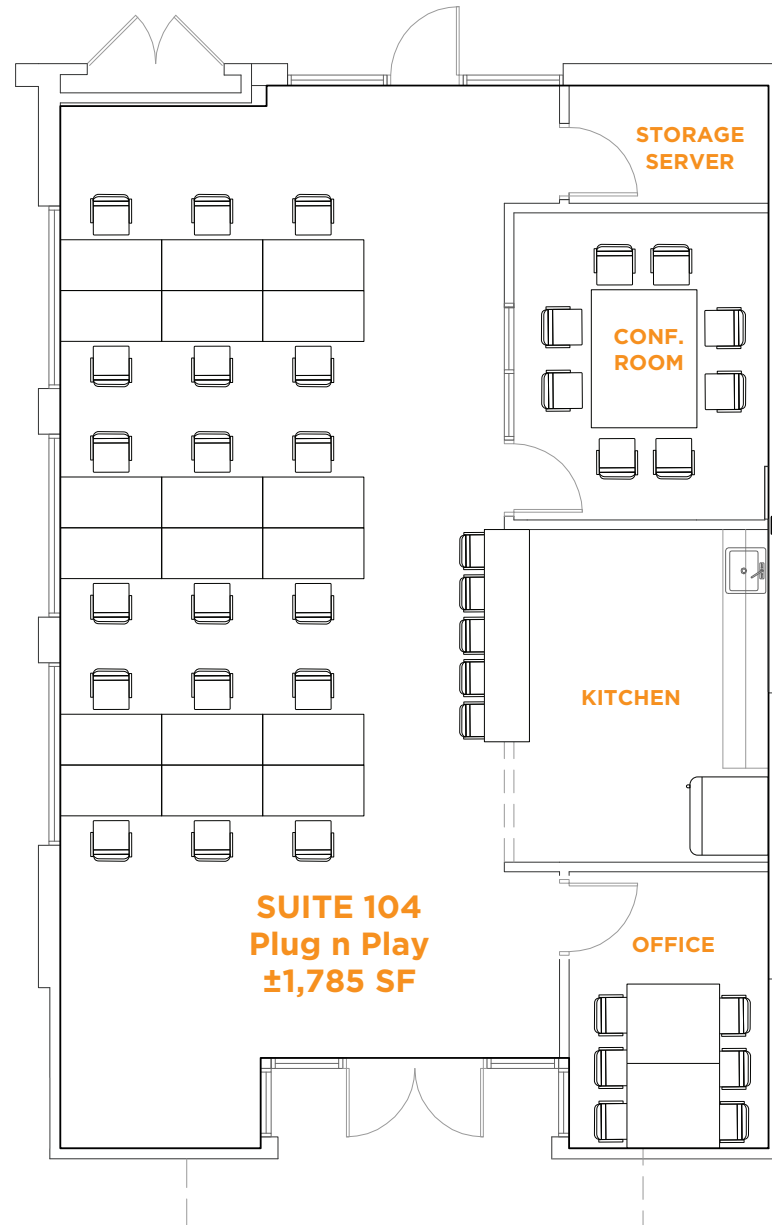 STORAGE
SERVER
CONF.
ROOM
KITCHEN
SUITE 104
Plug n Play
±1,785 SF
OFFICE